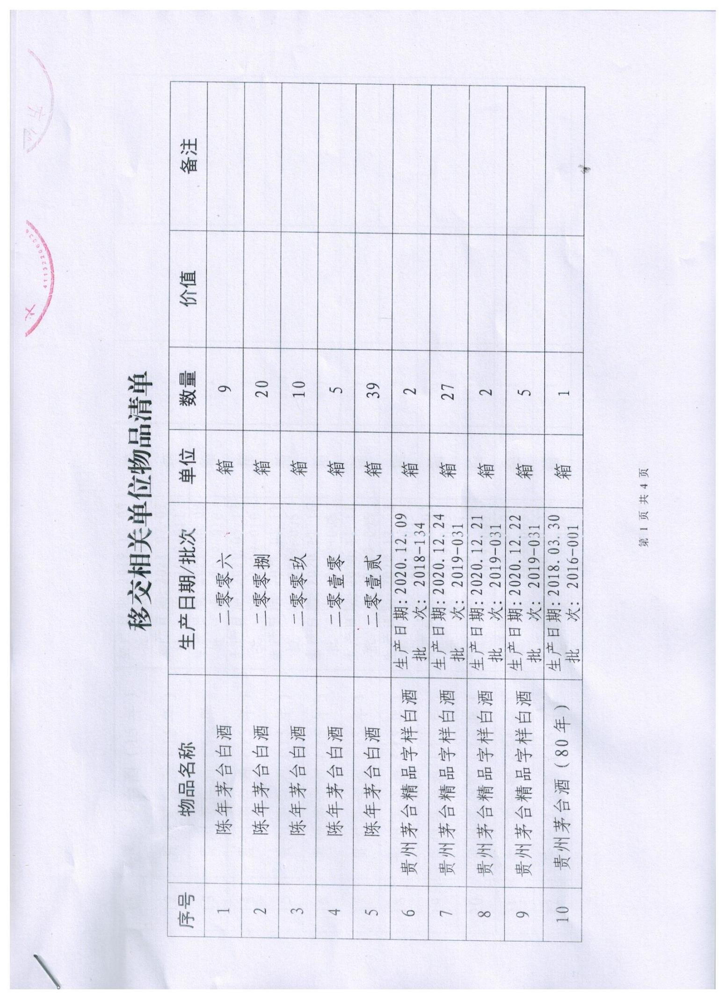 移交相关单位物品清单
序号 物品名称 生产日期/批次 单位 数量 价值 备注
1 陈年茅台白酒 二零零六 箱 9
2 陈年茅台白酒 二零零捌 箱 20
3 陈年茅台白酒 二零零玖 箱 10
4 陈年茅台白酒 二零壹零 箱 5
5 陈年茅台白酒 二零壹贰 箱 39
6 贵州茅台精品字样白酒 生产日期:2020.12.09 箱 2
批 次: 2018-134
7 贵州茅台精品字样白酒 生产日期:2020.12.24 箱 27
批 次: 2019-031
8 贵州茅台精品字样白酒 生产日期:2020.12.21 箱 2
批 次: 2019-031
9 贵州茅台精品字样白酒 生产日期:2020.12.22 箱 5
批 次: 2019-031
10 贵州茅台酒(80年) 生产日期:2018.03.30 箱 1
批 次: 2016-001
第 1 页 共 4 页